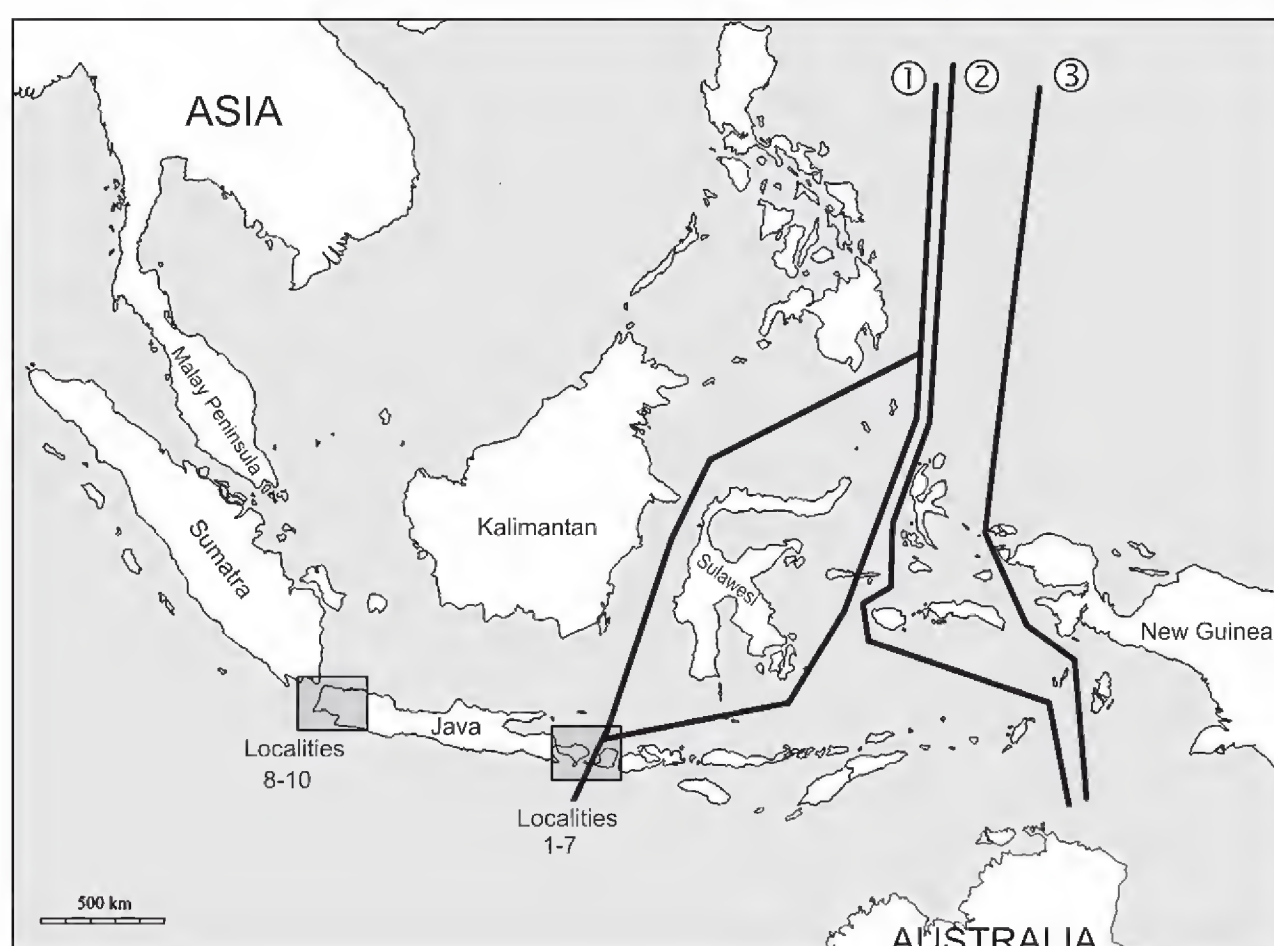 ① ② ③
ASIA
Malay Peninsula
Sumatra
Kalimantan
Sulawesi
New Guinea
Java
Localities
8-10
Localities
1-7
500 km
AUSTRALIA